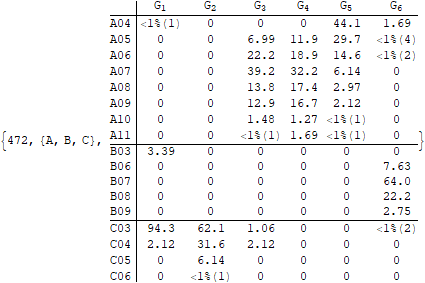 G1 G2 G3 G4 G5 G6
A04 <1%(1) 0 0 0 44.1 1.69
A05 0 0 6.99 11.9 29.7 <1%(4)
A06 0 0 22.2 18.9 14.6 <1%(2)
A07 0 0 39.2 32.2 6.14 0
A08 0 0 13.8 17.4 2.97 0
A09 0 0 12.9 16.7 2.12 0
A10 0 0 1.48 1.27 <1%(1) 0
{472, {A, B, C}, A11 0 0 <1%(1) 1.69 <1%(1) 0 }
B03 3.39 0 0 0 0 0
B06 0 0 0 0 0 7.63
B07 0 0 0 0 0 64.0
B08 0 0 0 0 0 22.2
B09 0 0 0 0 0 2.75
C03 94.3 62.1 1.06 0 0 <1%(2)
C04 2.12 31.6 2.12 0 0 0
C05 0 6.14 0 0 0 0
C06 0 <1%(1) 0 0 0 0